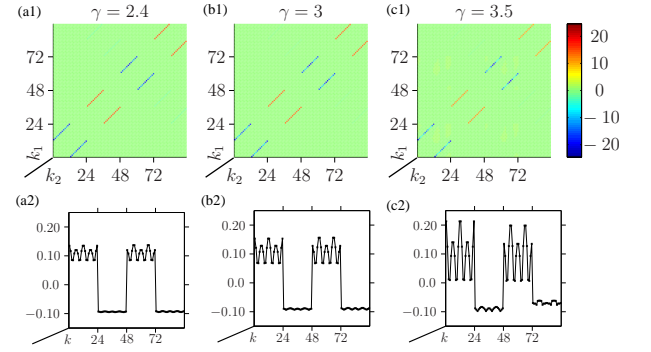 (a1) γ = 2.4 (b1) γ = 3 (c1) γ = 3.5
72 72 72 20
48 48 48 10
0
24 24 24 −10
k₁ k₁ k₁ −20
k₂ 24 48 72 k₂ 24 48 72 k₂ 24 48 72
(a2) (b2) (c2)
0.20 0.20 0.20
0.10 0.10 0.10
0.0 0.0 0.0
−0.10 −0.10 −0.10
k 24 48 72 k 24 48 72 k 24 48 72